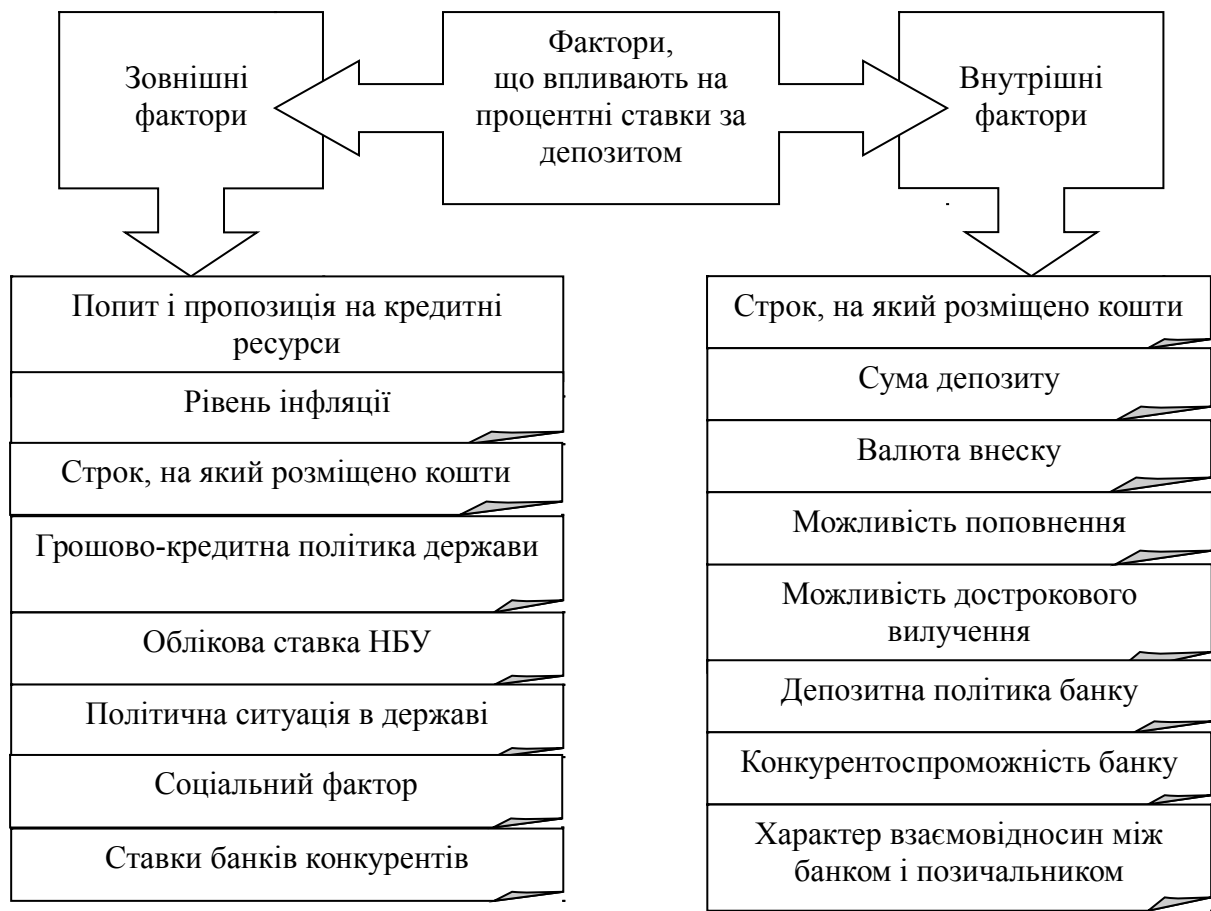 Зовнішні
фактори
Фактори,
що впливають на
процентні ставки за
депозитом
Внутрішні
фактори
Попит і пропозиція на кредитні
ресурси
Рівень інфляції
Строк, на який розміщено кошти
Грошово-кредитна політика держави
Облікова ставка НБУ
Політична ситуація в державі
Соціальний фактор
Ставки банків конкурентів
Строк, на який розміщено кошти
Сума депозиту
Валюта внеску
Можливість поповнення
Можливість дострокового
вилучення
Депозитна політика банку
Конкурентоспроможність банку
Характер взаємовідносин між
банком і позичальником